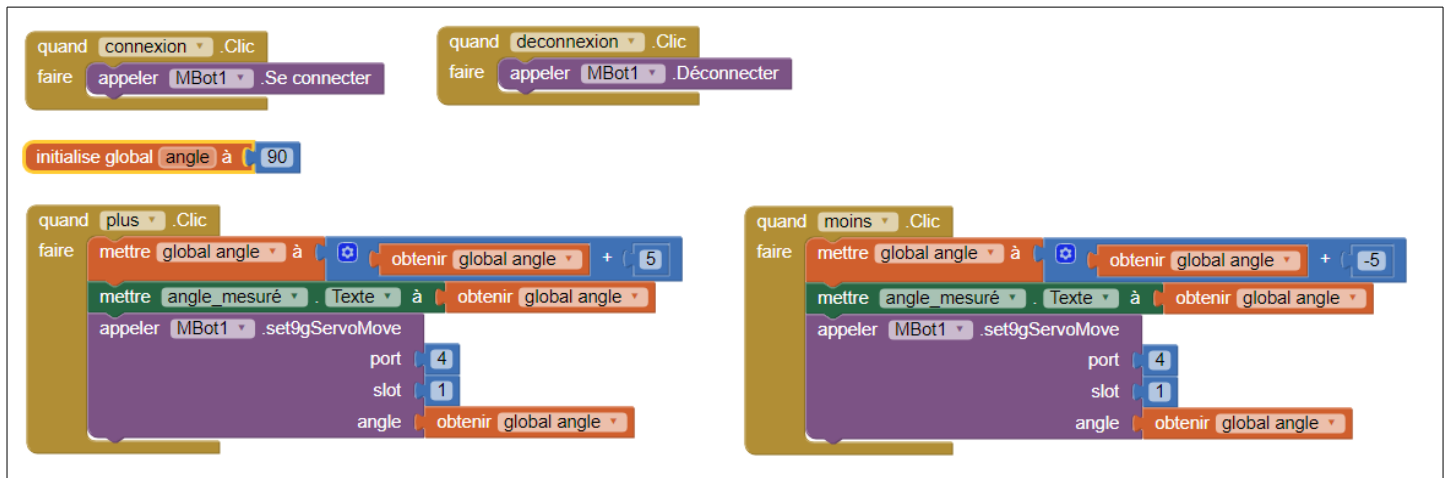 quand connexion .Clic
faire appeler MBot1 .Se connecter
quand deconnexion .Clic
faire appeler MBot1 .Déconnecter
initialise global angle à 90
quand plus .Clic
faire mettre global angle à obtenir global angle + 5
mettre angle_mesuré . Texte à obtenir global angle
appeler MBot1 .set9gServoMove
port 4
slot 1
angle obtenir global angle
quand moins .Clic
faire mettre global angle à obtenir global angle + -5
mettre angle_mesuré . Texte à obtenir global angle
appeler MBot1 .set9gServoMove
port 4
slot 1
angle obtenir global angle